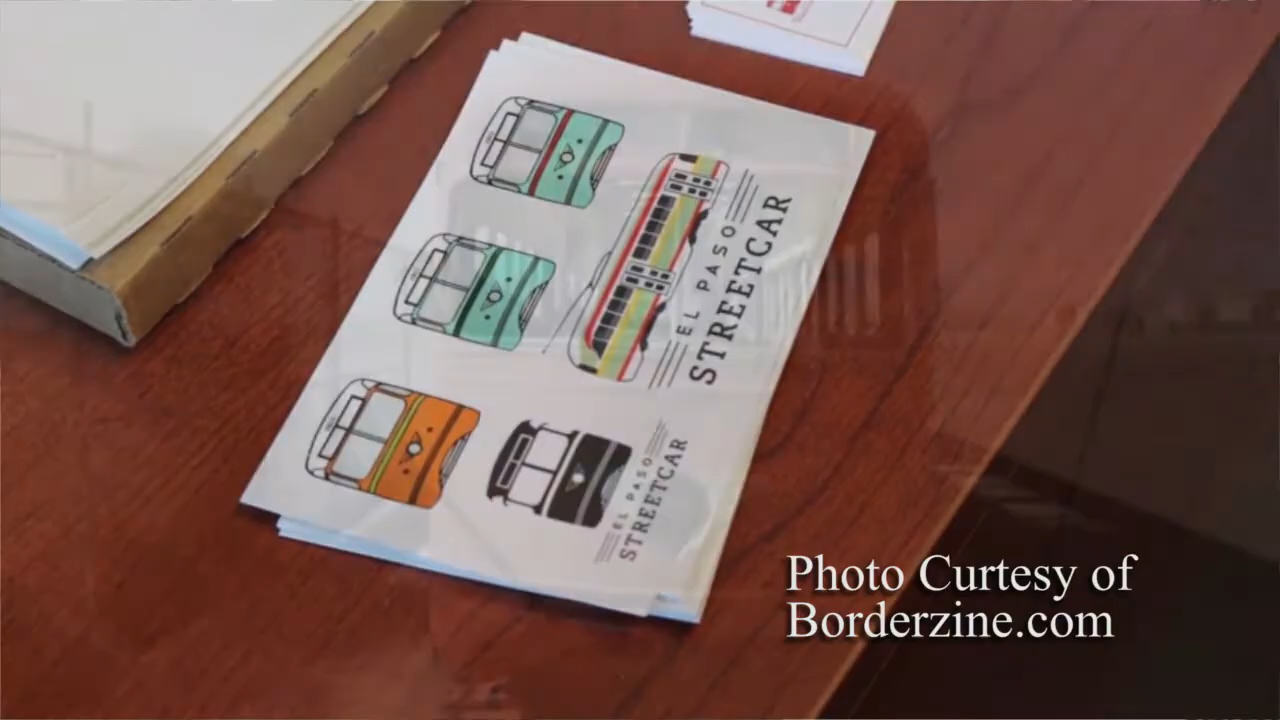 EL PASO
STREETCAR
EL PASO
STREETCAR
Photo Curtesy of
Borderzine.com